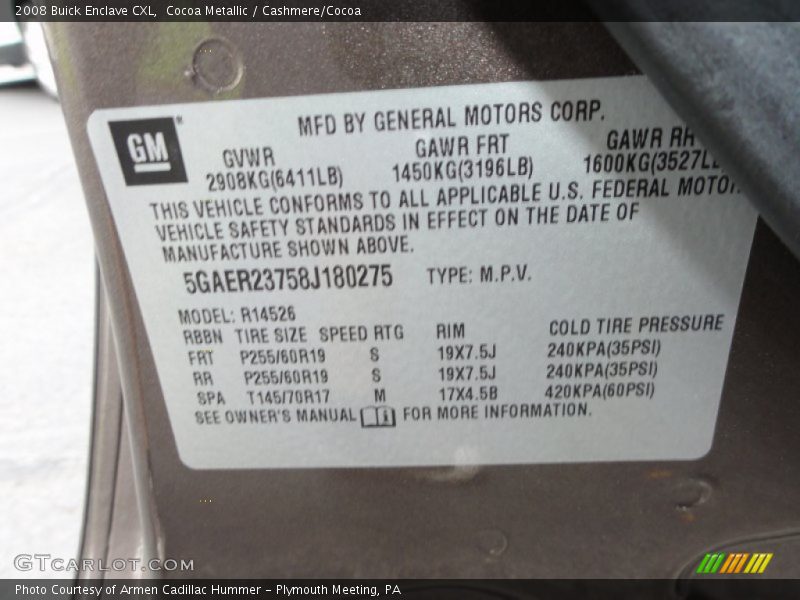 2008 Buick Enclave CXL, Cocoa Metallic / Cashmere/Cocoa
GM
MFD BY GENERAL MOTORS CORP.
GVWR GAWR FRT GAWR RR
2908KG(6411LB) 1450KG(3196LB) 1600KG(3527L
THIS VEHICLE CONFORMS TO ALL APPLICABLE U.S. FEDERAL MOTOR
VEHICLE SAFETY STANDARDS IN EFFECT ON THE DATE OF
MANUFACTURE SHOWN ABOVE.
5GAER23758J180275 TYPE: M.P.V.
MODEL: R14526
RBBN TIRE SIZE SPEED RTG RIM COLD TIRE PRESSURE
FRT P255/60R19 S 19X7.5J 240KPA(35PSI)
RR P255/60R19 S 19X7.5J 240KPA(35PSI)
SPA T145/70R17 M 17X4.5B 420KPA(60PSI)
SEE OWNER'S MANUAL FOR MORE INFORMATION.
GTCarLot.com
Photo Courtesy of Armen Cadillac Hummer - Plymouth Meeting, PA